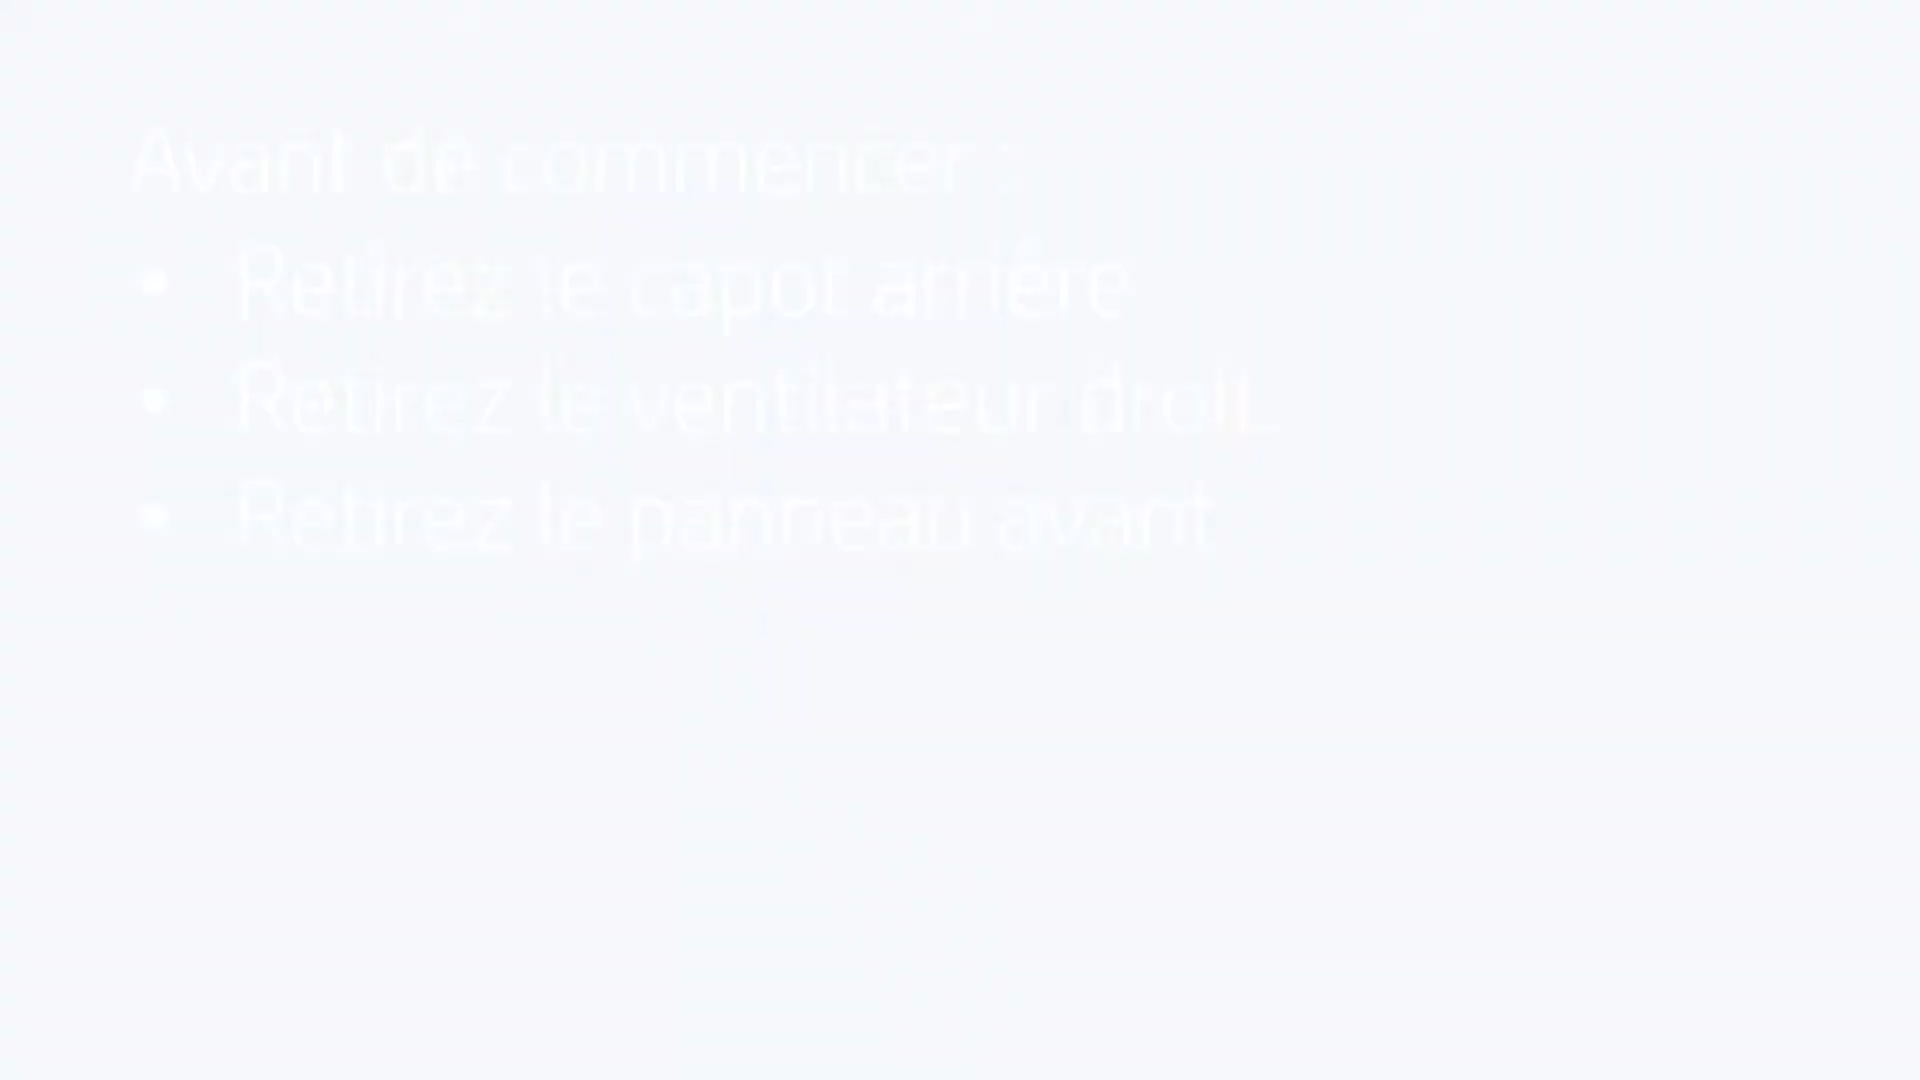 Avant de commencer :
• Retirez le capot arrière
• Retirez le ventilateur droit
• Retirez le panneau avant